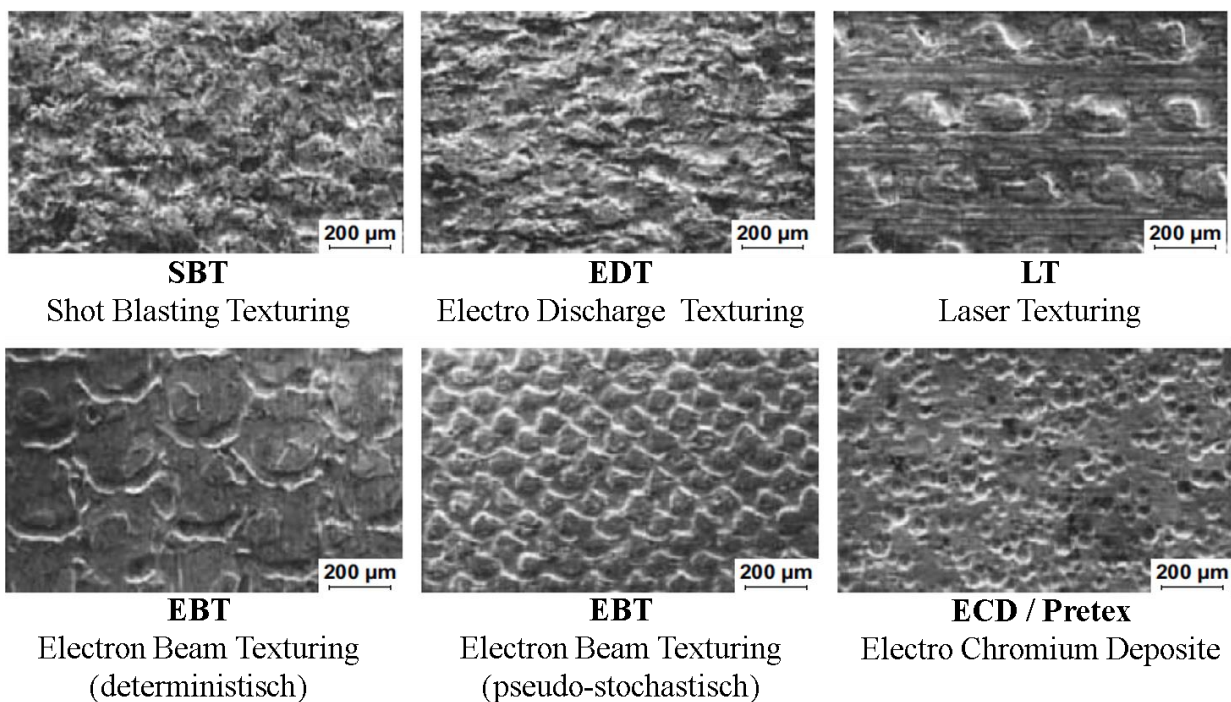 200 µm
200 µm
200 µm
SBT
EDT
LT
Shot Blasting Texturing
Electro Discharge Texturing
Laser Texturing
200 µm
200 µm
200 µm
EBT
EBT
ECD / Pretex
Electron Beam Texturing
Electron Beam Texturing
Electro Chromium Deposite
(deterministisch)
(pseudo-stochastisch)